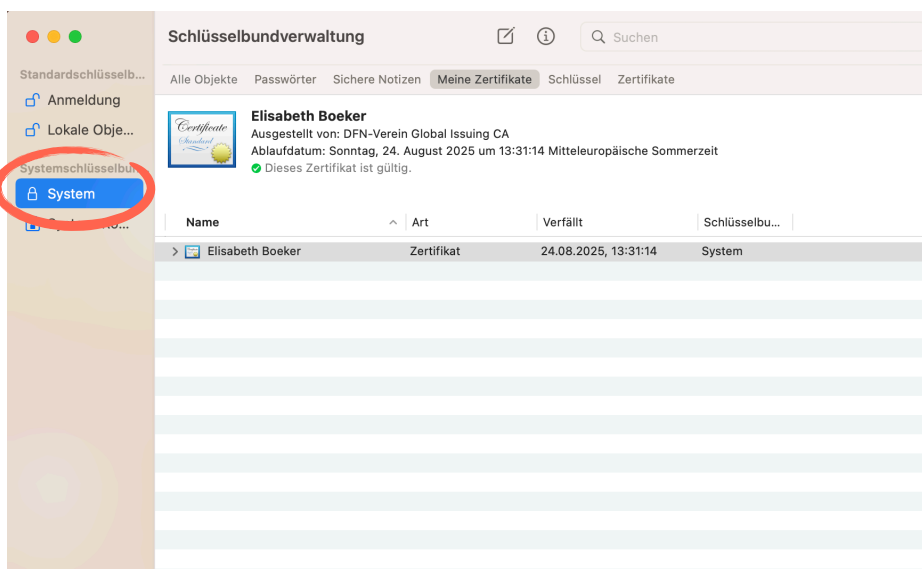 Schlüsselbundverwaltung
Suchen
Standardschlüsselb...
Anmeldung
Lokale Obje...
Systemschlüsselbun
System
Alle Objekte Passwörter Sichere Notizen Meine Zertifikate Schlüssel Zertifikate
Certificate
Standard
Elisabeth Boeker
Ausgestellt von: DFN-Verein Global Issuing CA
Ablaufdatum: Sonntag, 24. August 2025 um 13:31:14 Mitteleuropäische Sommerzeit
Dieses Zertifikat ist gültig.
Name Art Verfällt Schlüsselbu...
Elisabeth Boeker Zertifikat 24.08.2025, 13:31:14 System